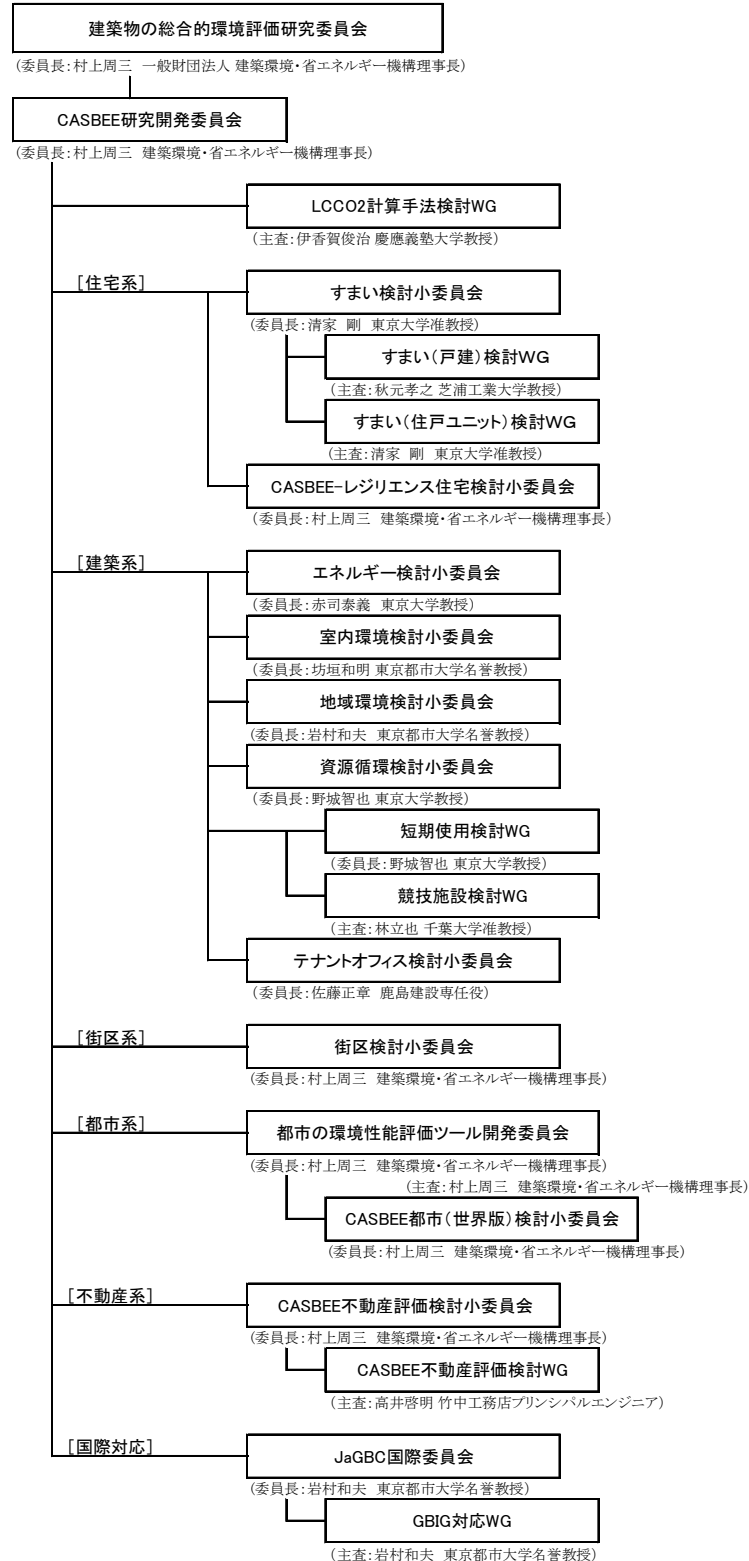 建築物の総合的環境評価研究委員会
(委員長：村上周三　一般財団法人 建築環境・省エネルギー機構理事長)
CASBEE研究開発委員会
(委員長：村上周三　建築環境・省エネルギー機構理事長)
LCCO2計算手法検討WG
(主査：伊香賀俊治 慶應義塾大学教授)
［住宅系］
すまい検討小委員会
(委員長：清家　剛　東京大学准教授)
すまい（戸建）検討WG
(主査：秋元孝之 芝浦工業大学教授)
すまい（住戸ユニット）検討WG
(主査：清家　剛　東京大学准教授)
CASBEE-レジリエンス住宅検討小委員会
(委員長：村上周三　建築環境・省エネルギー機構理事長)
［建築系］
エネルギー検討小委員会
(委員長：赤司泰義　東京大学教授)
室内環境検討小委員会
(委員長：坊垣和明 東京都市大学名誉教授)
地域環境検討小委員会
(委員長：岩村和夫　東京都市大学名誉教授)
資源循環検討小委員会
(委員長：野城智也 東京大学教授)
短期使用検討WG
(委員長：野城智也 東京大学教授)
競技施設検討WG
(主査：林立也 千葉大学准教授)
テナントオフィス検討小委員会
(委員長：佐藤正章　鹿島建設専任役)
［街区系］
街区検討小委員会
(委員長：村上周三　建築環境・省エネルギー機構理事長)
［都市系］
都市の環境性能評価ツール開発委員会
(委員長：村上周三　建築環境・省エネルギー機構理事長)
(主査：村上周三　建築環境・省エネルギー機構理事長)
CASBEE都市（世界版）検討小委員会
(委員長：村上周三　建築環境・省エネルギー機構理事長)
［不動産系］
CASBEE不動産評価検討小委員会
(委員長：村上周三　建築環境・省エネルギー機構理事長)
CASBEE不動産評価検討WG
(主査：高井啓明 竹中工務店プリンシパルエンジニア)
［国際対応］
JaGBC国際委員会
(委員長：岩村和夫　東京都市大学名誉教授)
GBIG対応WG
(主査：岩村和夫　東京都市大学名誉教授)